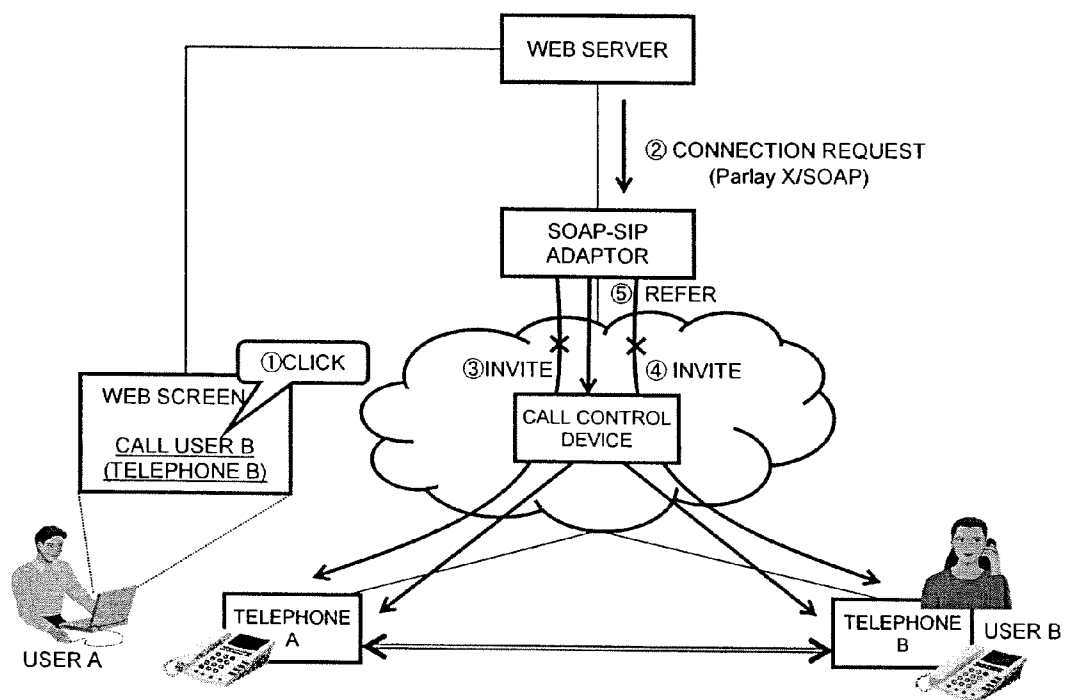 WEB SERVER
② CONNECTION REQUEST
(Parlay X/SOAP)
SOAP-SIP
ADAPTOR
⑤ REFER
①CLICK
③INVITE
④ INVITE
WEB SCREEN
CALL USER B
(TELEPHONE B)
CALL CONTROL
DEVICE
TELEPHONE
A
TELEPHONE
B
USER A
USER B